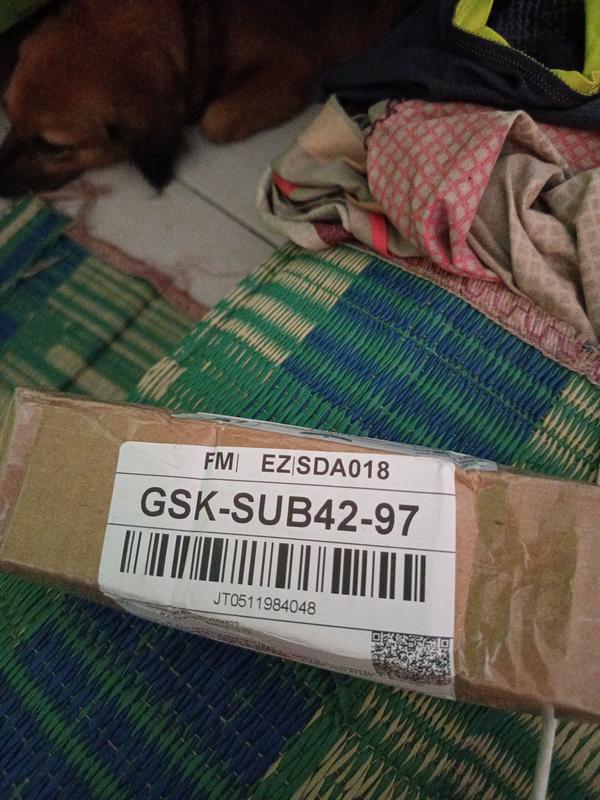 FM EZ SDA018
GSK-SUB42-97
JT0511984048